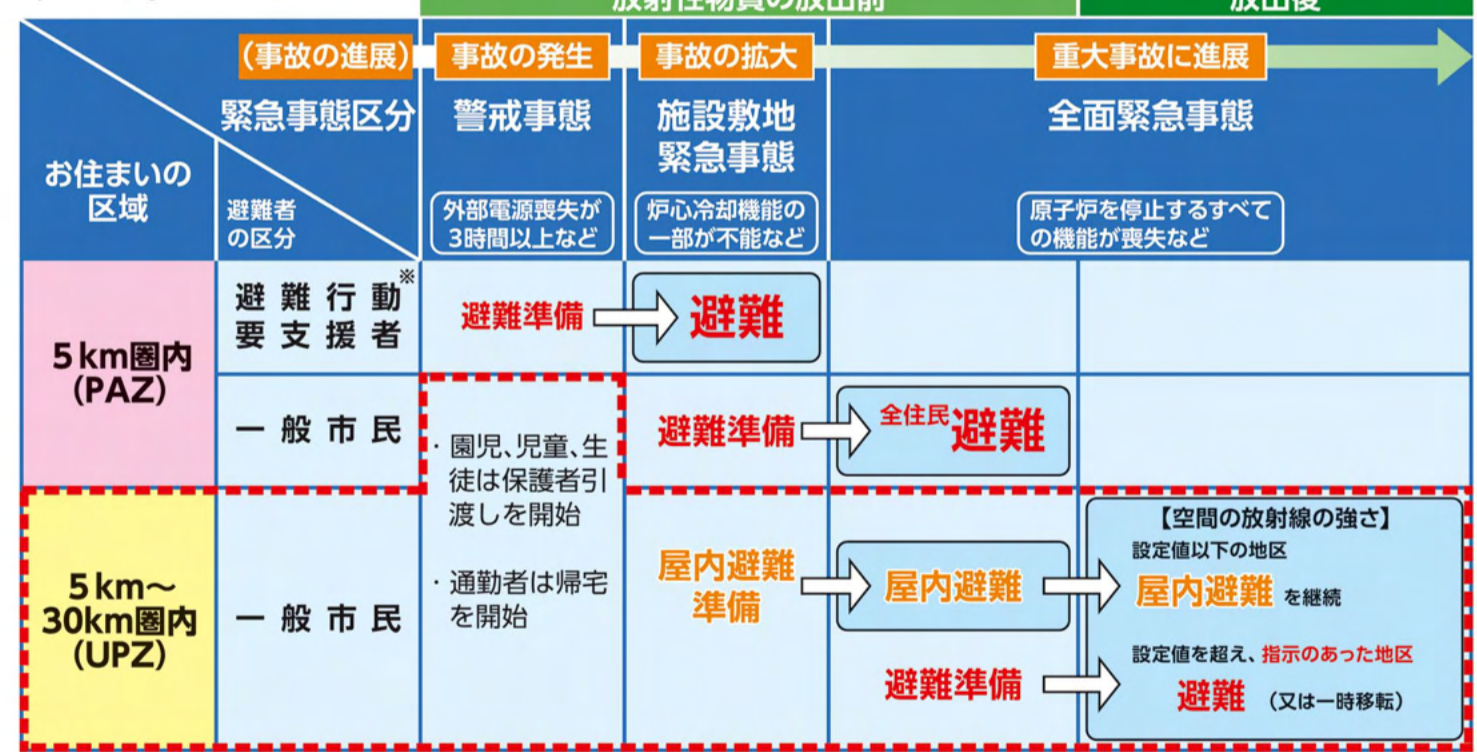 放射性物質の放出前
放出後
(事故の進展)
事故の発生
事故の拡大
重大事故に進展
緊急事態区分
警戒事態
施設敷地
緊急事態
全面緊急事態
お住まいの
区域
避難者
の区分
外部電源喪失が
3時間以上など
炉心冷却機能の
一部が不能など
原子炉を停止するすべて
の機能が喪失など
5km圏内
(PAZ)
避難行動※
要支援者
避難準備
避難
一般市民
・園児、児童、生
徒は保護者引
渡しを開始
・通勤者は帰宅
を開始
避難準備
全住民避難
5km～
30km圏内
(UPZ)
一般市民
屋内避難
準備
屋内避難
避難準備
【空間の放射線の強さ】
設定値以下の地区
屋内避難 を継続
設定値を超え、指示のあった地区
避難 (又は一時移転)